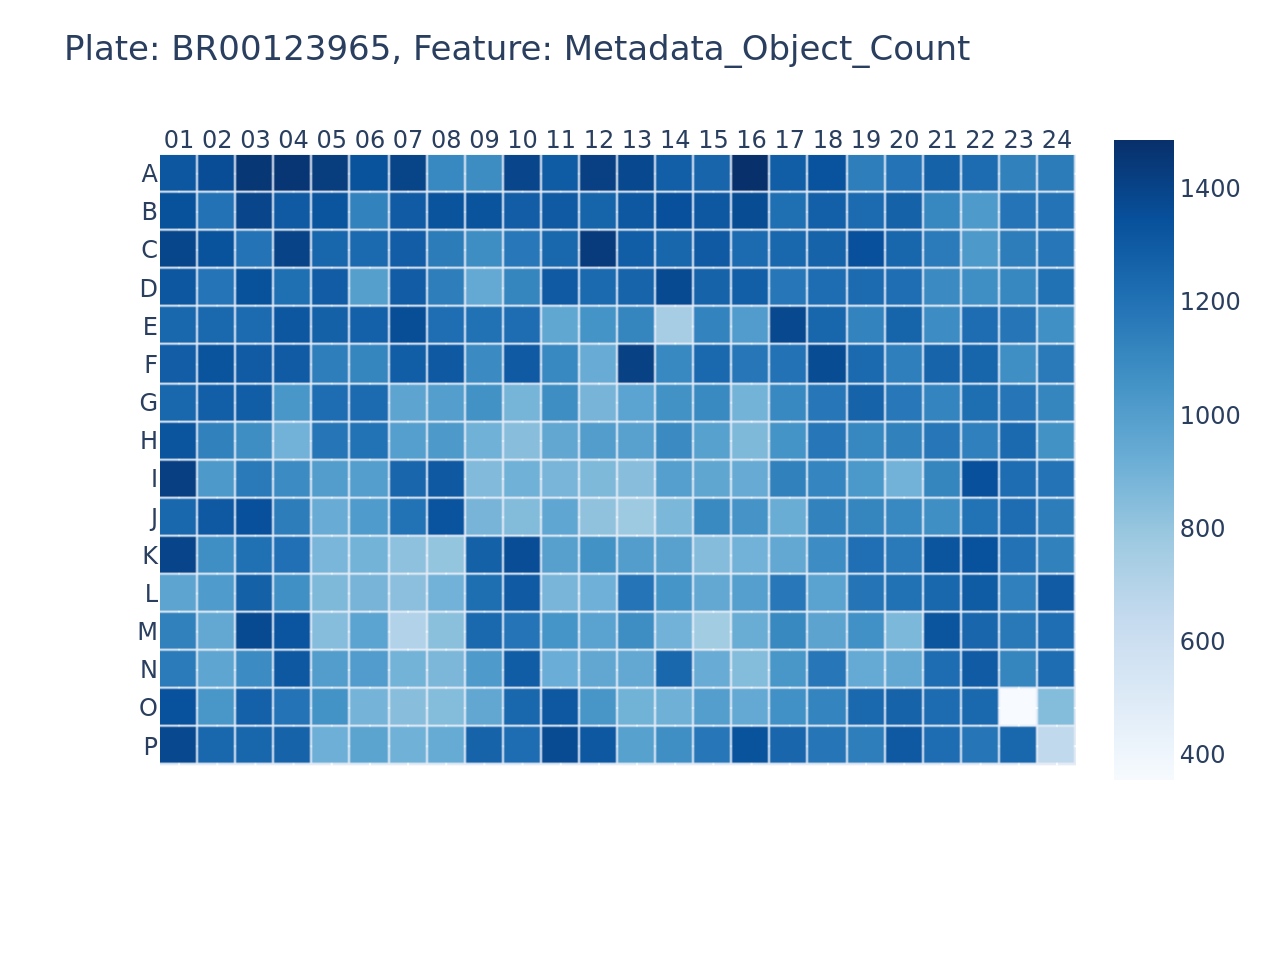 Plate: BR00123965, Feature: Metadata_Object_Count
01 02 03 04 05 06 07 08 09 10 11 12 13 14 15 16 17 18 19 20 21 22 23 24
A
B
C
D
E
F
G
H
I
J
K
L
M
N
O
P
1400
1200
1000
800
600
400